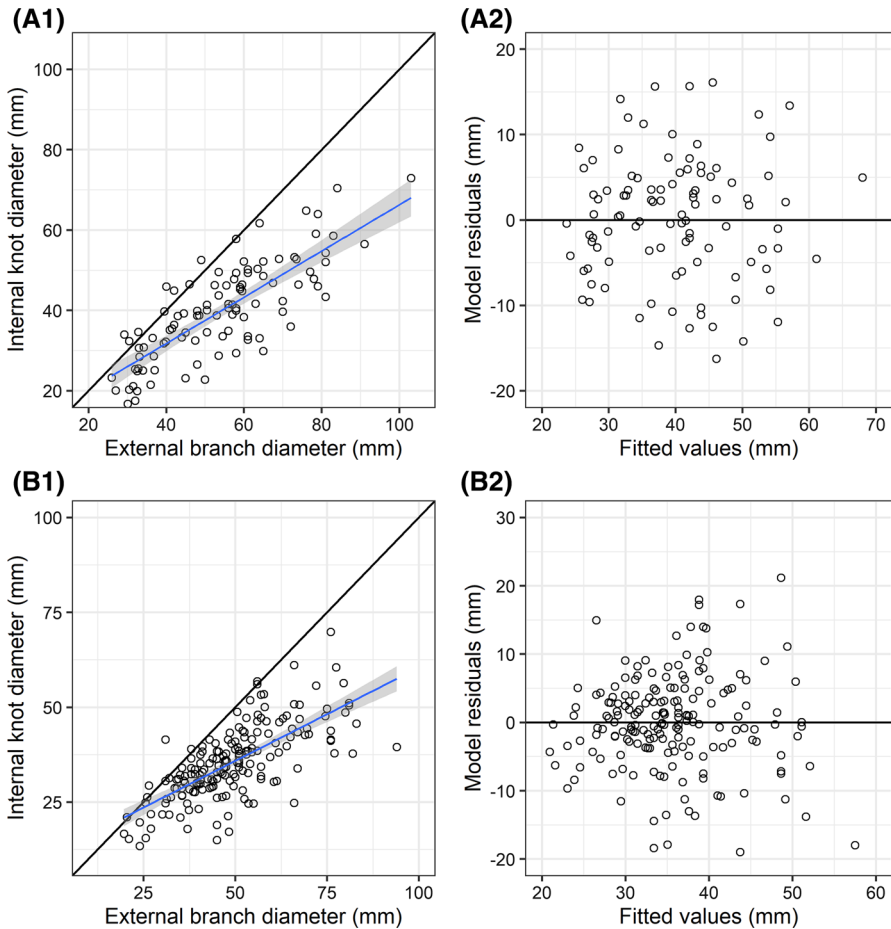 (A1)
Internal knot diameter (mm)
100
80
60
40
20
20 40 60 80 100
External branch diameter (mm)
(A2)
Model residuals (mm)
20
10
0
-10
-20
20 30 40 50 60 70
Fitted values (mm)
(B1)
Internal knot diameter (mm)
100
75
50
25
25 50 75 100
External branch diameter (mm)
(B2)
Model residuals (mm)
30
20
10
0
-10
-20
20 30 40 50 60
Fitted values (mm)